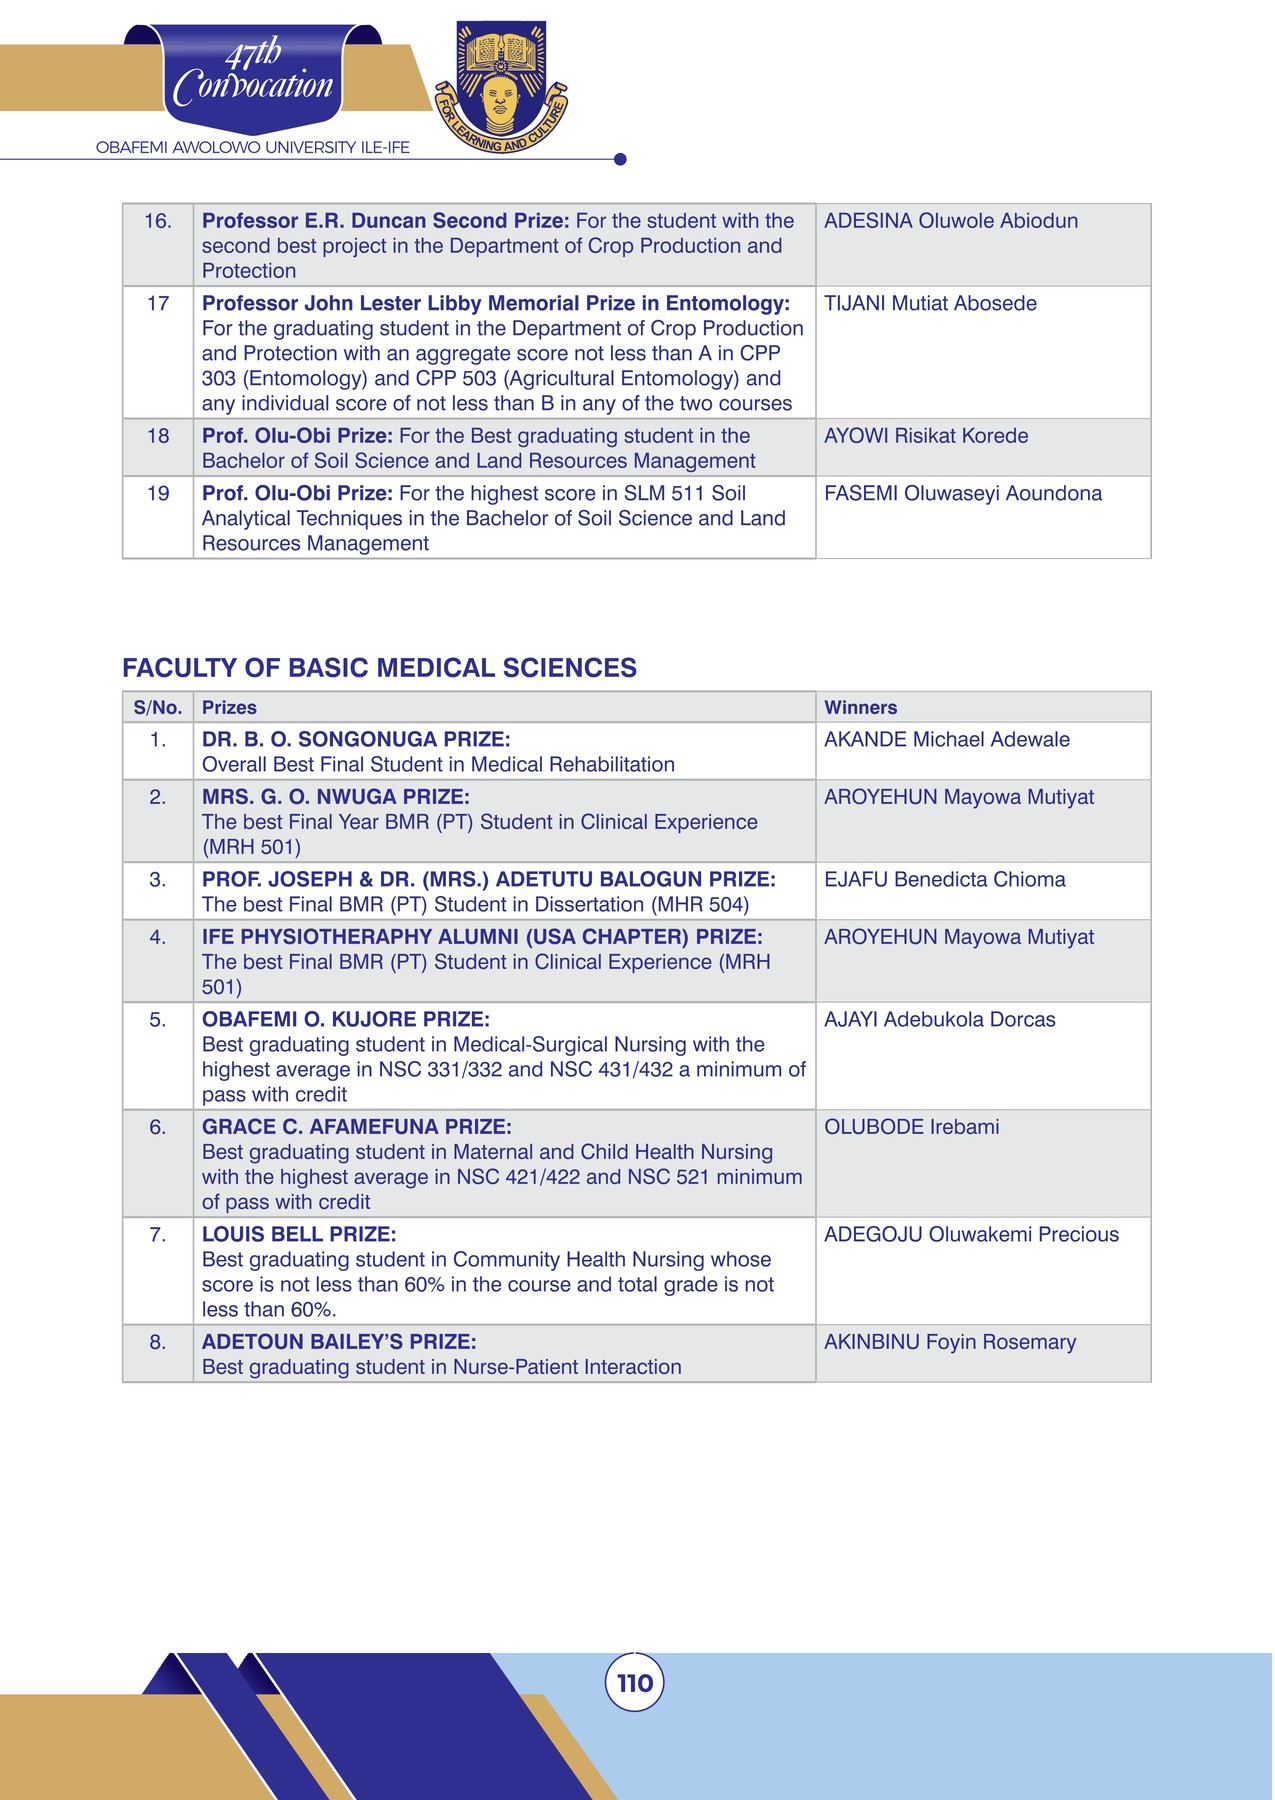 47th
Convocation
OBAFEMI AWOLOWO UNIVERSITY ILE-IFE
FOR LEARNING AND CULTURE
16. Professor E.R. Duncan Second Prize: For the student with the ADESINA Oluwole Abiodun
second best project in the Department of Crop Production and
Protection
17 Professor John Lester Libby Memorial Prize in Entomology: TIJANI Mutiat Abosede
For the graduating student in the Department of Crop Production
and Protection with an aggregate score not less than A in CPP
303 (Entomology) and CPP 503 (Agricultural Entomology) and
any individual score of not less than B in any of the two courses
18 Prof. Olu-Obi Prize: For the Best graduating student in the AYOWI Risikat Korede
Bachelor of Soil Science and Land Resources Management
19 Prof. Olu-Obi Prize: For the highest score in SLM 511 Soil FASEMI Oluwaseyi Aoundona
Analytical Techniques in the Bachelor of Soil Science and Land
Resources Management
FACULTY OF BASIC MEDICAL SCIENCES
S/No. Prizes Winners
1. DR. B. O. SONGONUGA PRIZE: AKANDE Michael Adewale
Overall Best Final Student in Medical Rehabilitation
2. MRS. G. O. NWUGA PRIZE: AROYEHUN Mayowa Mutiyat
The best Final Year BMR (PT) Student in Clinical Experience
(MRH 501)
3. PROF. JOSEPH & DR. (MRS.) ADETUTU BALOGUN PRIZE: EJAFU Benedicta Chioma
The best Final BMR (PT) Student in Dissertation (MHR 504)
4. IFE PHYSIOTHERAPHY ALUMNI (USA CHAPTER) PRIZE: AROYEHUN Mayowa Mutiyat
The best Final BMR (PT) Student in Clinical Experience (MRH
501)
5. OBAFEMI O. KUJORE PRIZE: AJAYI Adebukola Dorcas
Best graduating student in Medical-Surgical Nursing with the
highest average in NSC 331/332 and NSC 431/432 a minimum of
pass with credit
6. GRACE C. AFAMEFUNA PRIZE: OLUBODE Irebami
Best graduating student in Maternal and Child Health Nursing
with the highest average in NSC 421/422 and NSC 521 minimum
of pass with credit
7. LOUIS BELL PRIZE: ADEGOJU Oluwakemi Precious
Best graduating student in Community Health Nursing whose
score is not less than 60% in the course and total grade is not
less than 60%.
8. ADETOUN BAILEY’S PRIZE: AKINBINU Foyin Rosemary
Best graduating student in Nurse-Patient Interaction
110